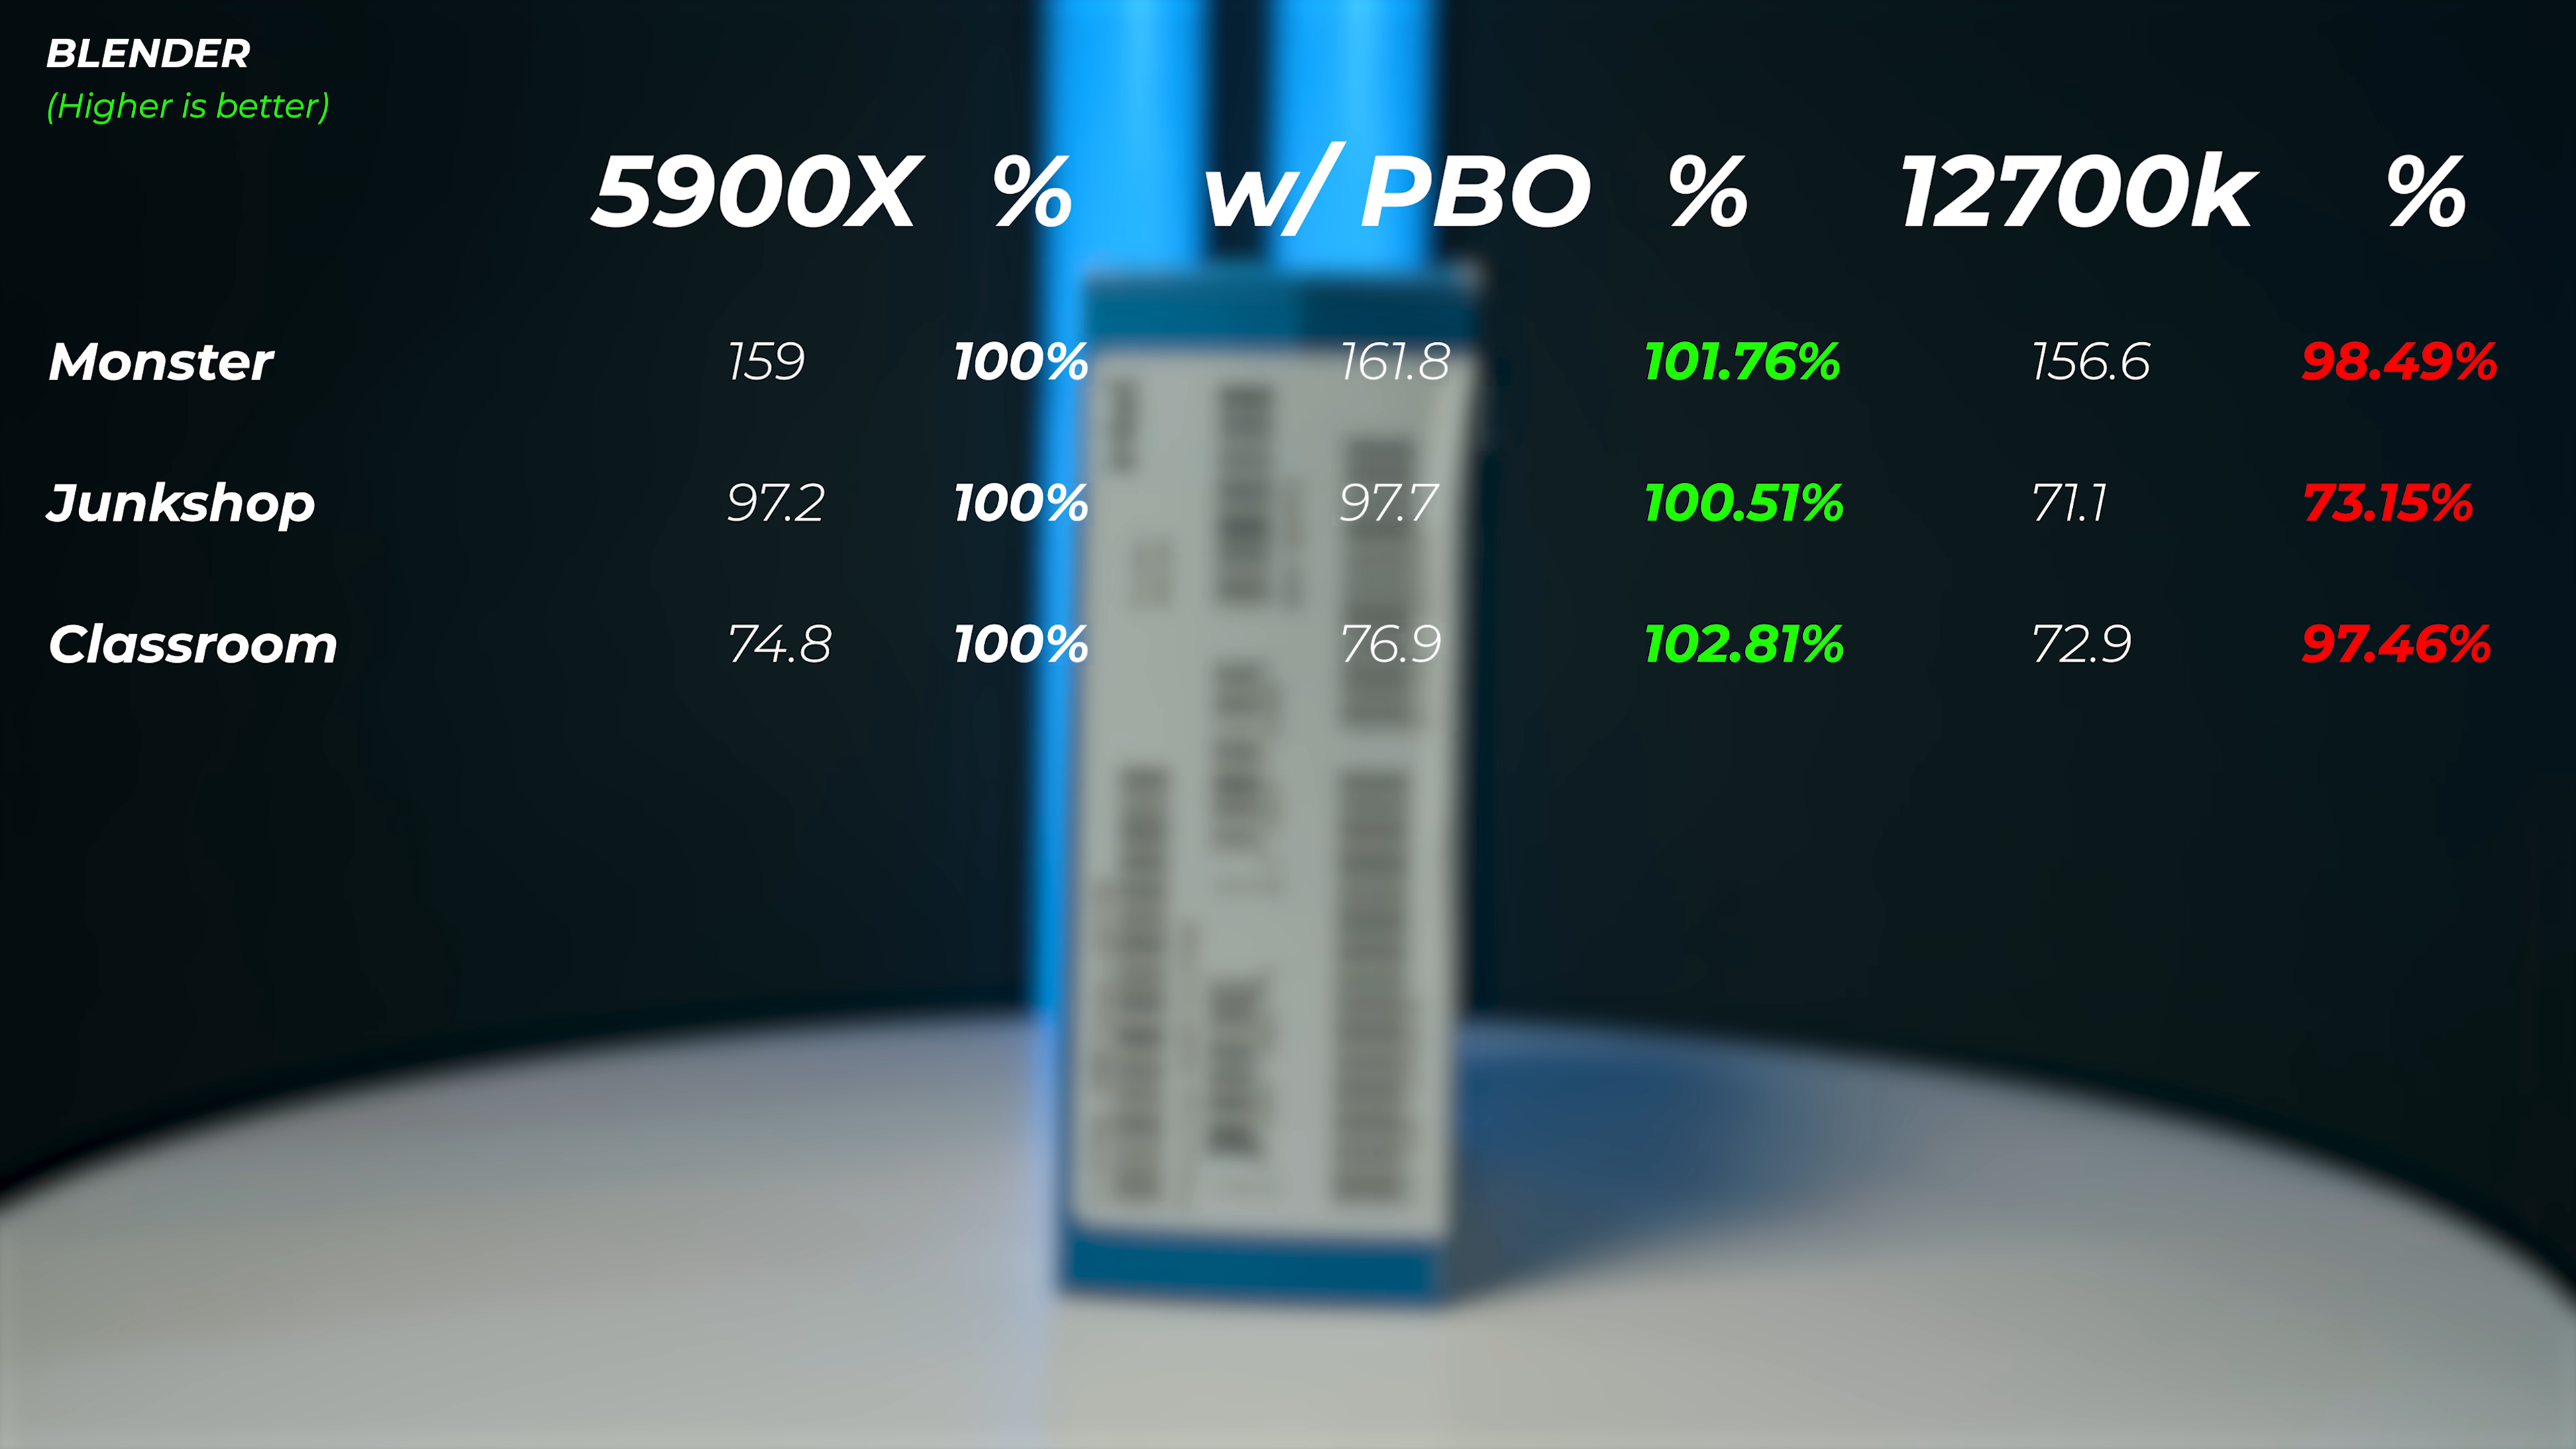 BLENDER
(Higher is better)
5900X % w/ PBO % 12700k %
Monster 159 100% 161.8 101.76% 156.6 98.49%
Junkshop 97.2 100% 97.7 100.51% 71.1 73.15%
Classroom 74.8 100% 76.9 102.81% 72.9 97.46%